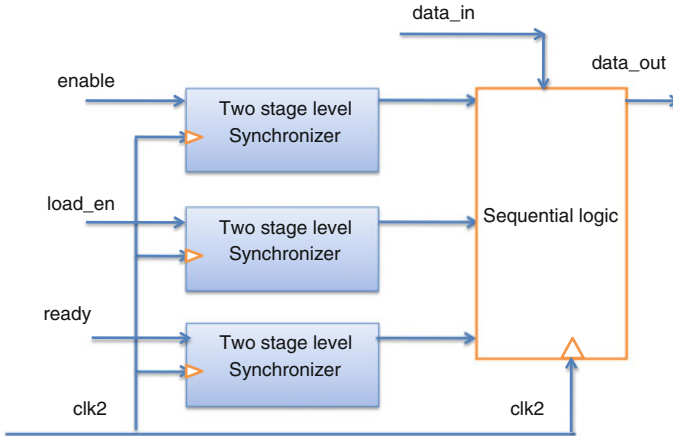 data_in
enable
data_out
Two stage level
Synchronizer
load_en
Two stage level
Synchronizer
Sequential logic
ready
Two stage level
Synchronizer
clk2
clk2